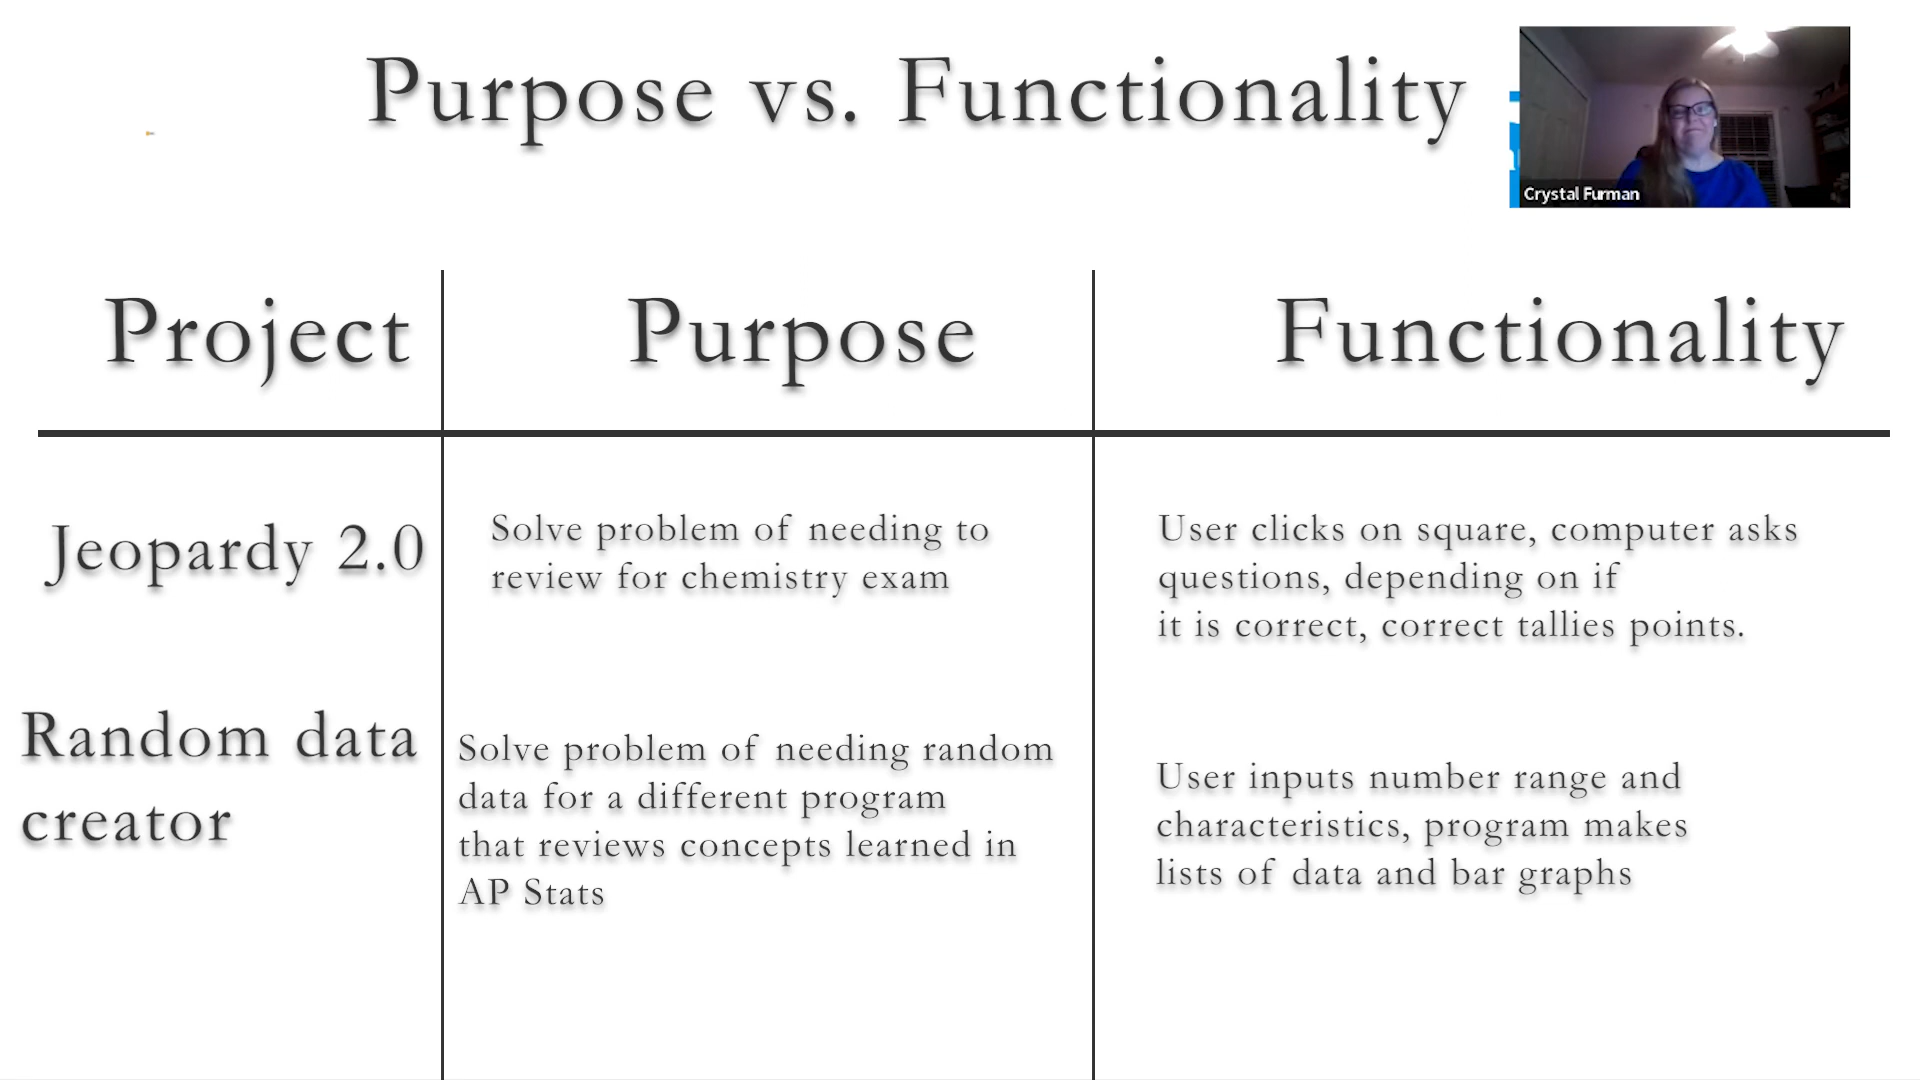 Purpose vs. Functionality
Crystal Furman
Project
Purpose
Functionality
Jeopardy 2.0
Solve problem of needing to
review for chemistry exam
User clicks on square, computer asks
questions, depending on if
it is correct, correct tallies points.
Random data
creator
Solve problem of needing random
data for a different program
that reviews concepts learned in
AP Stats
User inputs number range and
characteristics, program makes
lists of data and bar graphs